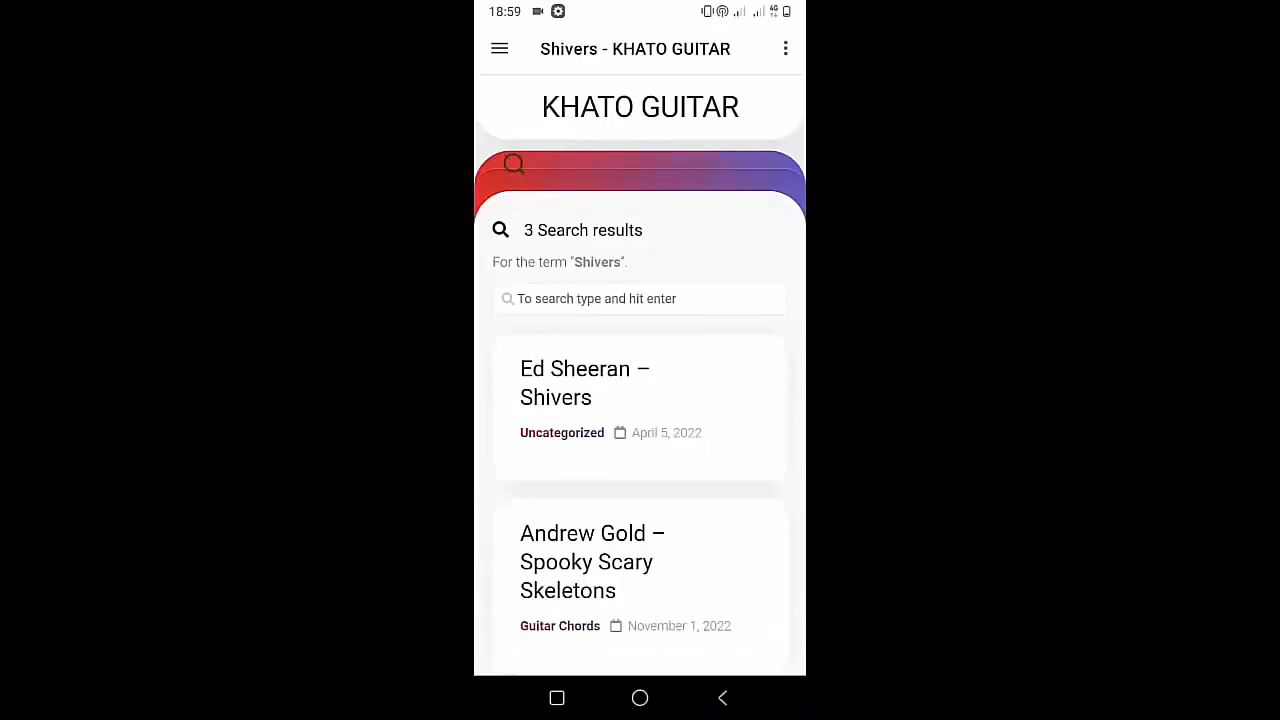 18:59
4G
Shivers - KHATO GUITAR
KHATO GUITAR
3 Search results
For the term "Shivers".
To search type and hit enter
Ed Sheeran –
Shivers
Uncategorized April 5, 2022
Andrew Gold –
Spooky Scary
Skeletons
Guitar Chords November 1, 2022